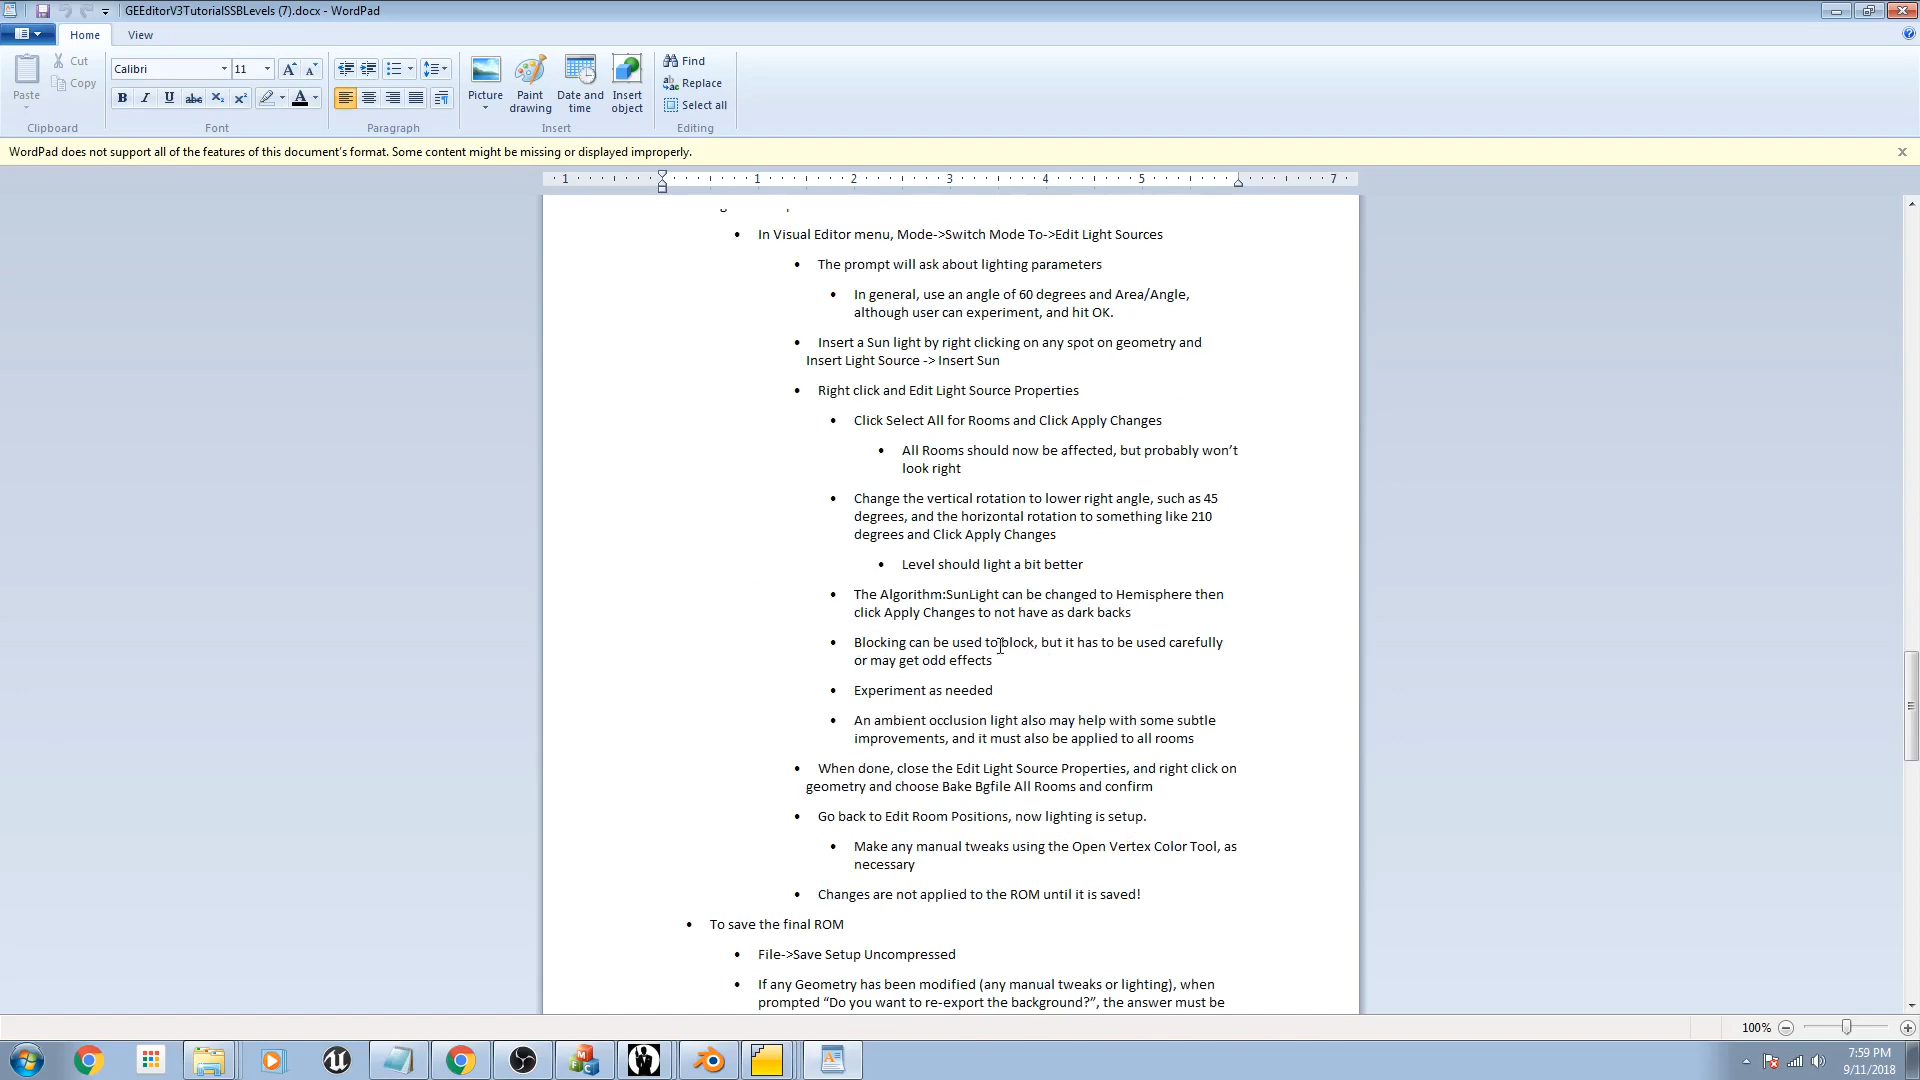 GEEditorV3TutorialSSBLevels (7).docx - WordPad
Home View
Paste
Cut
Copy
Clipboard
Calibri 11
Font
Paragraph
Picture
Paint drawing
Date and time
Insert object
Insert
Find
Replace
Select all
Editing
WordPad does not support all of the features of this document's format. Some content might be missing or displayed improperly.
1 1 2 3 4 5 7
• In Visual Editor menu, Mode->Switch Mode To->Edit Light Sources
• The prompt will ask about lighting parameters
• In general, use an angle of 60 degrees and Area/Angle,
although user can experiment, and hit OK.
• Insert a Sun light by right clicking on any spot on geometry and
Insert Light Source -> Insert Sun
• Right click and Edit Light Source Properties
• Click Select All for Rooms and Click Apply Changes
• All Rooms should now be affected, but probably won't
look right
• Change the vertical rotation to lower right angle, such as 45
degrees, and the horizontal rotation to something like 210
degrees and Click Apply Changes
• Level should light a bit better
• The Algorithm:SunLight can be changed to Hemisphere then
click Apply Changes to not have as dark backs
• Blocking can be used to block, but it has to be used carefully
or may get odd effects
• Experiment as needed
• An ambient occlusion light also may help with some subtle
improvements, and it must also be applied to all rooms
• When done, close the Edit Light Source Properties, and right click on
geometry and choose Bake Bgfile All Rooms and confirm
• Go back to Edit Room Positions, now lighting is setup.
• Make any manual tweaks using the Open Vertex Color Tool, as
necessary
• Changes are not applied to the ROM until it is saved!
• To save the final ROM
• File->Save Setup Uncompressed
• If any Geometry has been modified (any manual tweaks or lighting), when
prompted “Do you want to re-export the background?”, the answer must be
100%
7:59 PM
9/11/2018